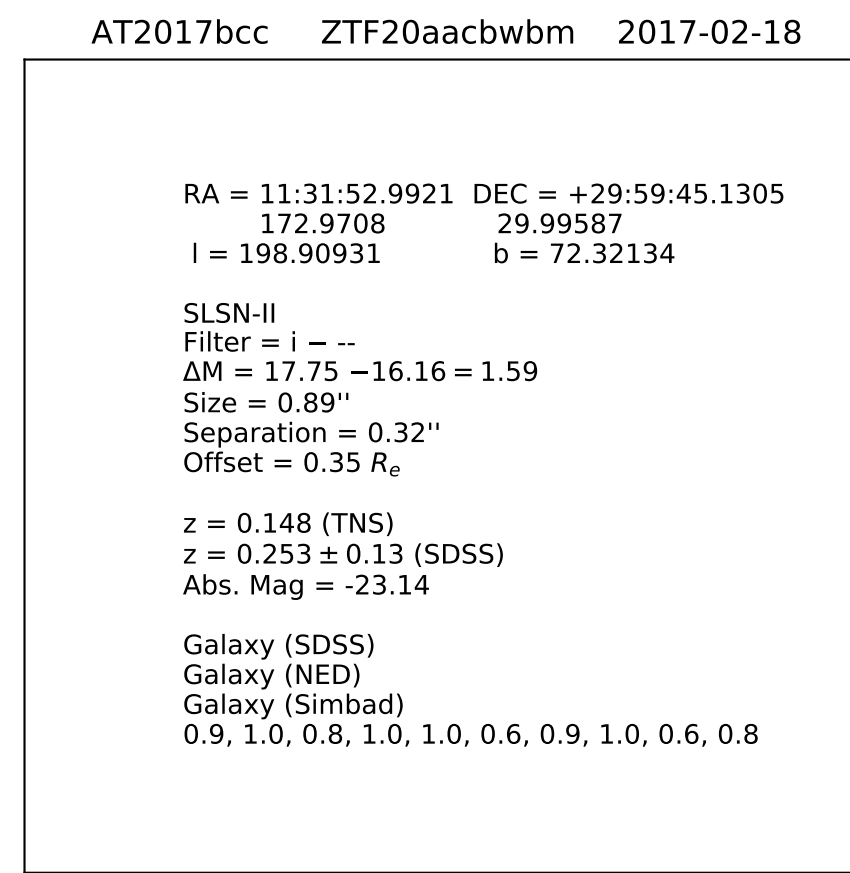 AT2017bcc ZTF20aacbwbm 2017-02-18
RA = 11:31:52.9921 DEC = +29:59:45.1305
172.9708 29.99587
l = 198.90931 b = 72.32134
SLSN-II
Filter = i − --
ΔM = 17.75 −16.16 = 1.59
Size = 0.89''
Separation = 0.32''
Offset = 0.35 Rₑ
z = 0.148 (TNS)
z = 0.253 ± 0.13 (SDSS)
Abs. Mag = -23.14
Galaxy (SDSS)
Galaxy (NED)
Galaxy (Simbad)
0.9, 1.0, 0.8, 1.0, 1.0, 0.6, 0.9, 1.0, 0.6, 0.8